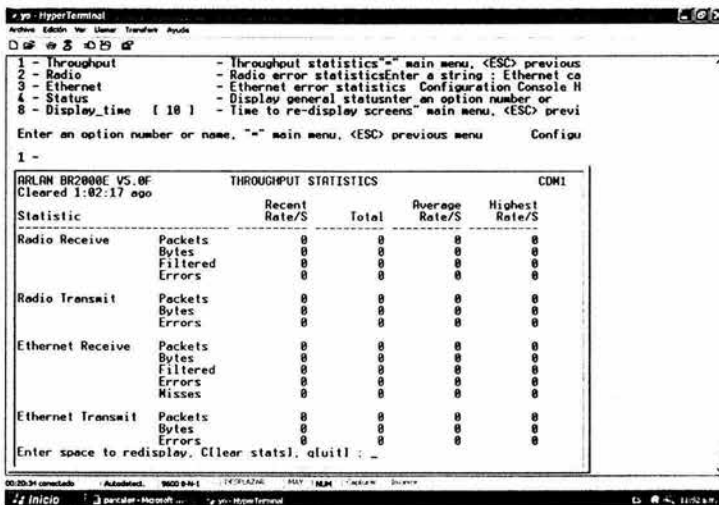 yo - HyperTerminal
Archivo Edición Ver Llamar Transferir Ayuda
1 - Throughput - Throughput statistics"=" main menu, <ESC> previous
2 - Radio - Radio error statisticsEnter a string : Ethernet ca
3 - Ethernet - Ethernet error statistics Configuration Console H
4 - Status - Display general statusnter an option number or
8 - Display_time [ 10 ] - Time to re-display screens" main menu, <ESC> previ
Enter an option number or name, "=" main menu, <ESC> previous menu Configu
1 -
ARLAN BR2000E V5.0F THROUGHPUT STATISTICS COM1
Cleared 1:02:17 ago
Recent Average Highest
Statistic Rate/S Total Rate/S Rate/S
Radio Receive Packets 0 0 0 0
Bytes 0 0 0 0
Filtered 0 0 0 0
Errors 0 0 0 0
Radio Transmit Packets 0 0 0 0
Bytes 0 0 0 0
Errors 0 0 0 0
Ethernet Receive Packets 0 0 0 0
Bytes 0 0 0 0
Filtered 0 0 0 0
Errors 0 0 0 0
Misses 0 0 0 0
Ethernet Transmit Packets 0 0 0 0
Bytes 0 0 0 0
Errors 0 0 0 0
Enter space to redisplay, C[lear stats], q[uit] : _
00:20:34 conectado Autodetect. 9600 8-N-1 DESPLAZAR MAY NUM Capturar
Inicio - Microsoft ... yo - HyperTerminal ES